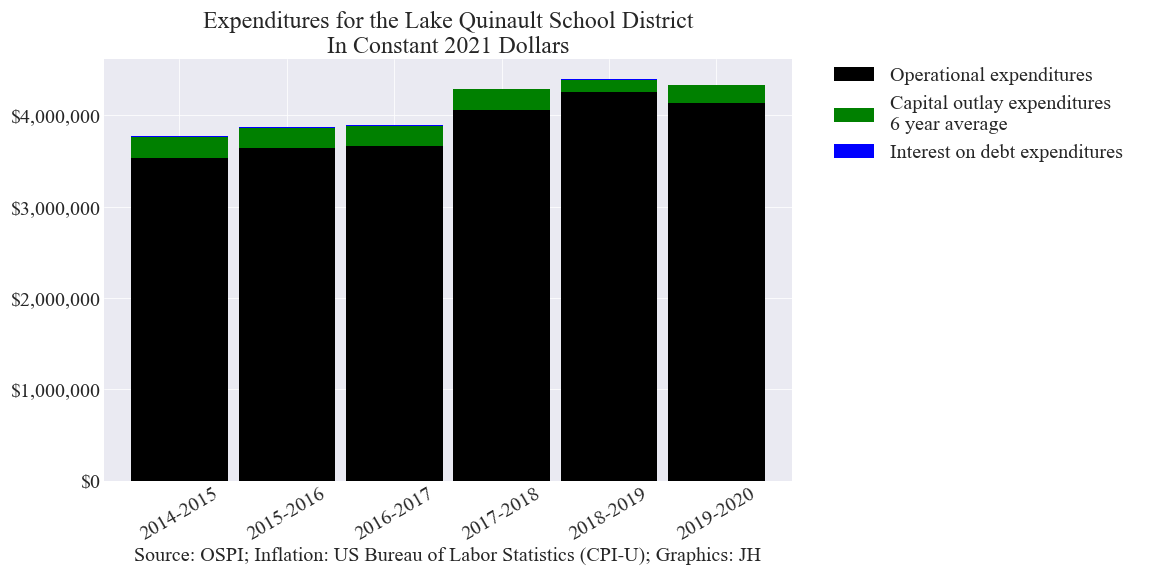 Expenditures for the Lake Quinault School District
In Constant 2021 Dollars
Operational expenditures
Capital outlay expenditures
6 year average
Interest on debt expenditures
$4,000,000
$3,000,000
$2,000,000
$1,000,000
$0
2014-2015
2015-2016
2016-2017
2017-2018
2018-2019
2019-2020
Source: OSPI; Inflation: US Bureau of Labor Statistics (CPI-U); Graphics: JH